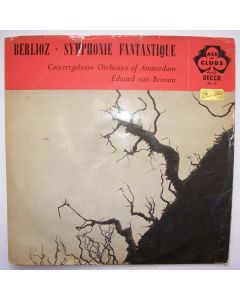 BERLIOZ · SYMPHONIE FANTASTIQUE
Concertgebouw Orchestra of Amsterdam
Eduard van Beinum
ACE
of CLUBS
DECCA